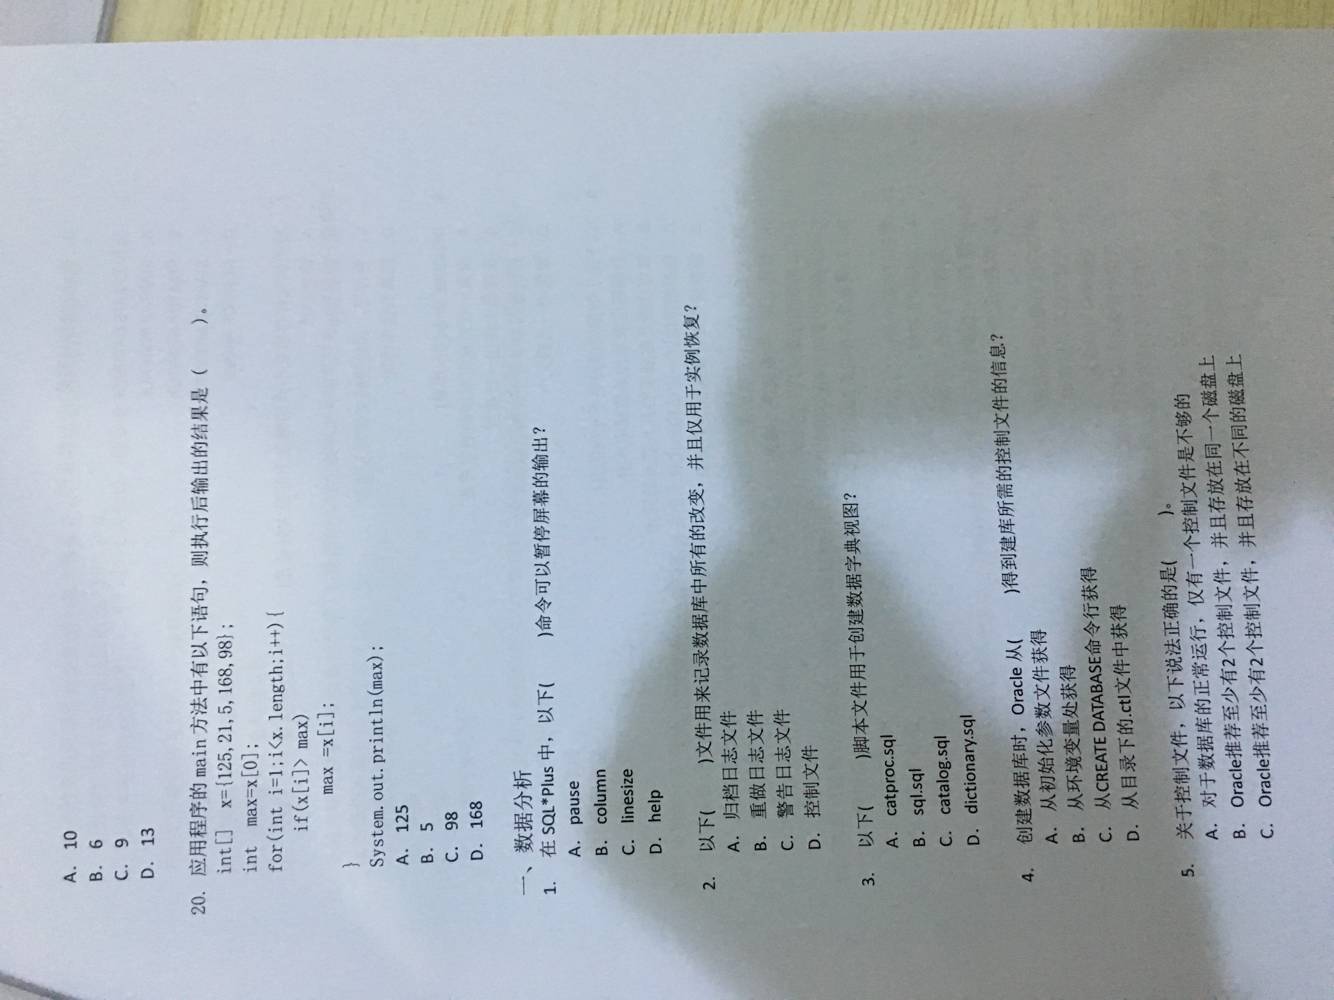 A. 10
B. 6
C. 9
D. 13
20. 应用程序的 main 方法中有以下语句，则执行后输出的结果是（ ）。
int[] x={125,21,5,168,98};
int max=x[0];
for(int i=1;i<x.length;i++){
if(x[i]> max)
max =x[i];
}
System.out.println(max);
A. 125
B. 5
C. 98
D. 168
一、数据分析
1. 在 SQL*Plus 中，以下( )命令可以暂停屏幕的输出？
A. pause
B. column
C. linesize
D. help
2. 以下( )文件用来记录数据库中所有的改变，并且仅用于实例恢复？
A. 归档日志文件
B. 重做日志文件
C. 警告日志文件
D. 控制文件
3. 以下( )脚本文件用于创建数据字典视图？
A. catproc.sql
B. sql.sql
C. catalog.sql
D. dictionary.sql
4. 创建数据库时，Oracle 从( )得到建库所需的控制文件的信息？
A. 从初始化参数文件获得
B. 从环境变量处获得
C. 从CREATE DATABASE命令行获得
D. 从目录下的.ctl文件中获得
5. 关于控制文件，以下说法正确的是( )。
A. 对于数据库的正常运行，仅有一个控制文件是不够的
B. Oracle推荐至少有2个控制文件，并且存放在同一个磁盘上
C. Oracle推荐至少有2个控制文件，并且存放在不同的磁盘上